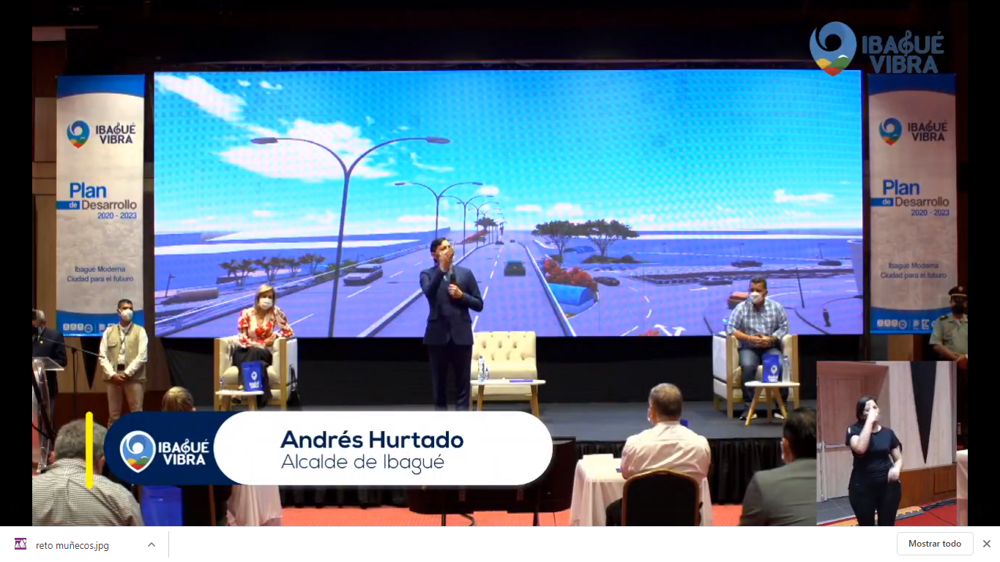 IBAGUÉ
VIBRA
IBAGUÉ
VIBRA
Plan
de Desarrollo
2020 - 2023
Ibagué Moderna
Ciudad para el futuro
IBAGUÉ
VIBRA
Plan
de Desarrollo
2020 - 2023
Ibagué Moderna
Ciudad para el futuro
IBAGUÉ
VIBRA
Andrés Hurtado
Alcalde de Ibagué
reto muñecos.jpg
Mostrar todo